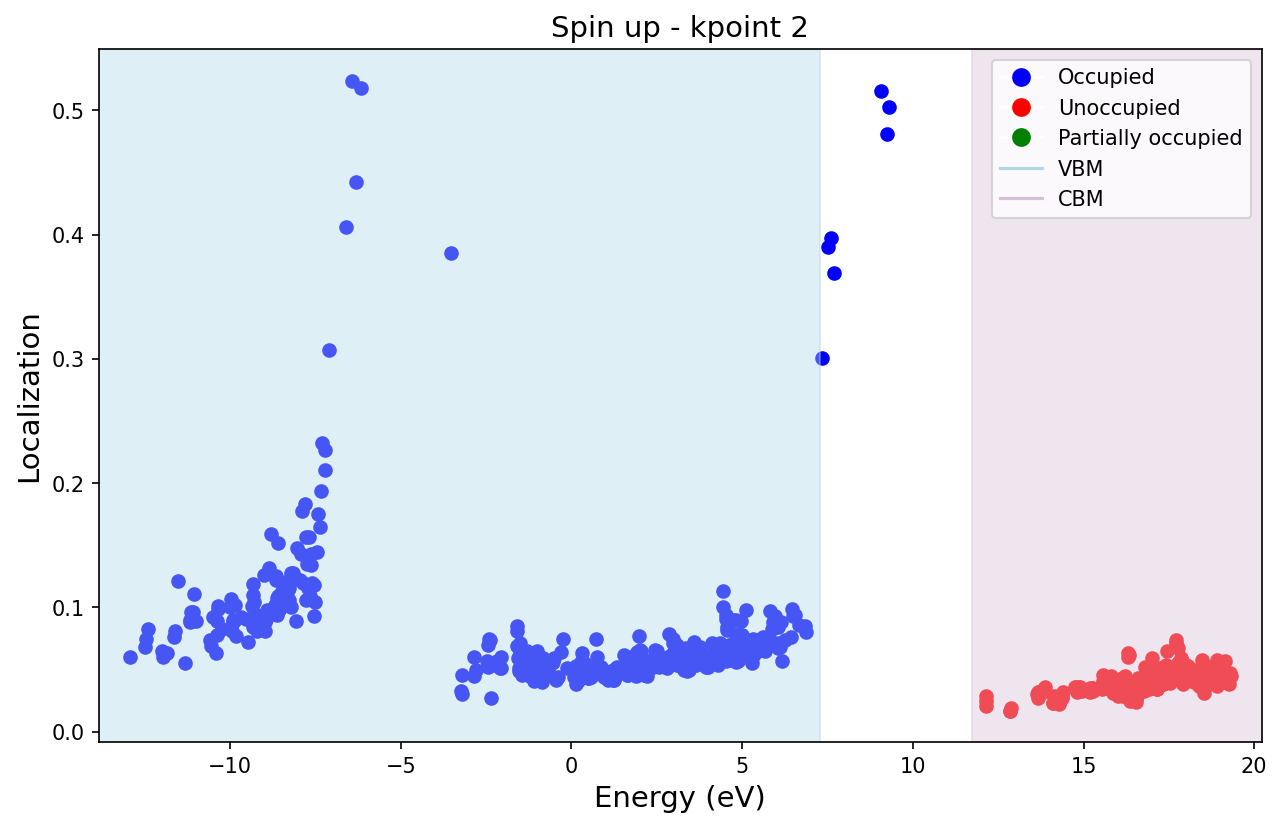 Spin up - kpoint 2
Localization
0.5
0.4
0.3
0.2
0.1
0.0
Occupied
Unoccupied
Partially occupied
VBM
CBM
−10
−5
0
5
10
15
20
Energy (eV)